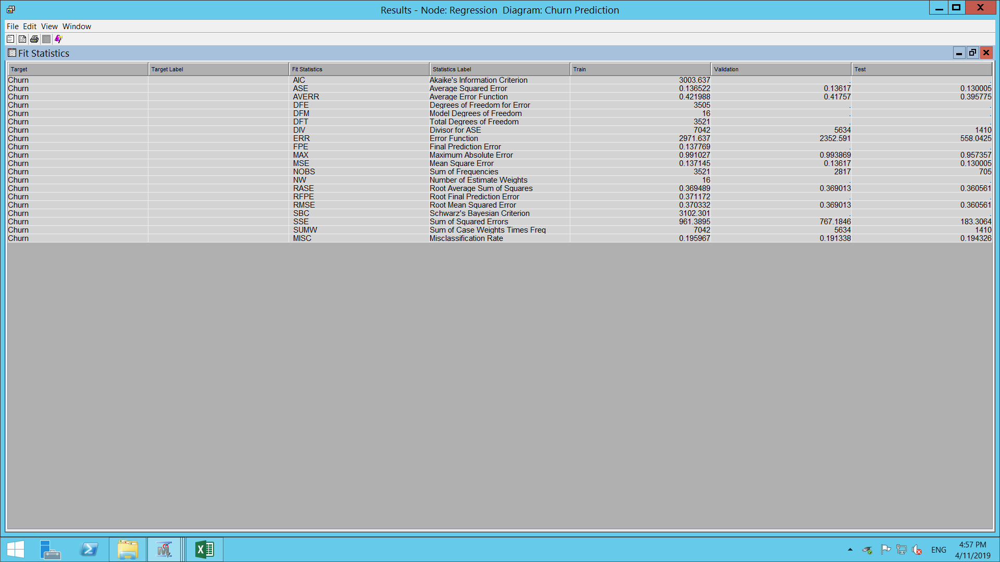 Results - Node: Regression  Diagram: Churn Prediction
File Edit View Window
Fit Statistics
Target Target Label Fit Statistics Statistics Label Train Validation Test
Churn AIC Akaike's Information Criterion 3003.637 . .
Churn ASE Average Squared Error 0.136522 0.13617 0.130005
Churn AVERR Average Error Function 0.421988 0.41757 0.395775
Churn DFE Degrees of Freedom for Error 3505 . .
Churn DFM Model Degrees of Freedom 16 . .
Churn DFT Total Degrees of Freedom 3521 . .
Churn DIV Divisor for ASE 7042 5634 1410
Churn ERR Error Function 2971.637 2352.591 558.0425
Churn FPE Final Prediction Error 0.137769 . .
Churn MAX Maximum Absolute Error 0.991027 0.993869 0.957357
Churn MSE Mean Square Error 0.137145 0.13617 0.130005
Churn NOBS Sum of Frequencies 3521 2817 705
Churn NW Number of Estimate Weights 16 . .
Churn RASE Root Average Sum of Squares 0.369489 0.369013 0.360561
Churn RFPE Root Final Prediction Error 0.371172 . .
Churn RMSE Root Mean Squared Error 0.370332 0.369013 0.360561
Churn SBC Schwarz's Bayesian Criterion 3102.301 . .
Churn SSE Sum of Squared Errors 961.3895 767.1846 183.3064
Churn SUMW Sum of Case Weights Times Freq 7042 5634 1410
Churn MISC Misclassification Rate 0.195967 0.191338 0.194326
ENG
4:57 PM
4/11/2019